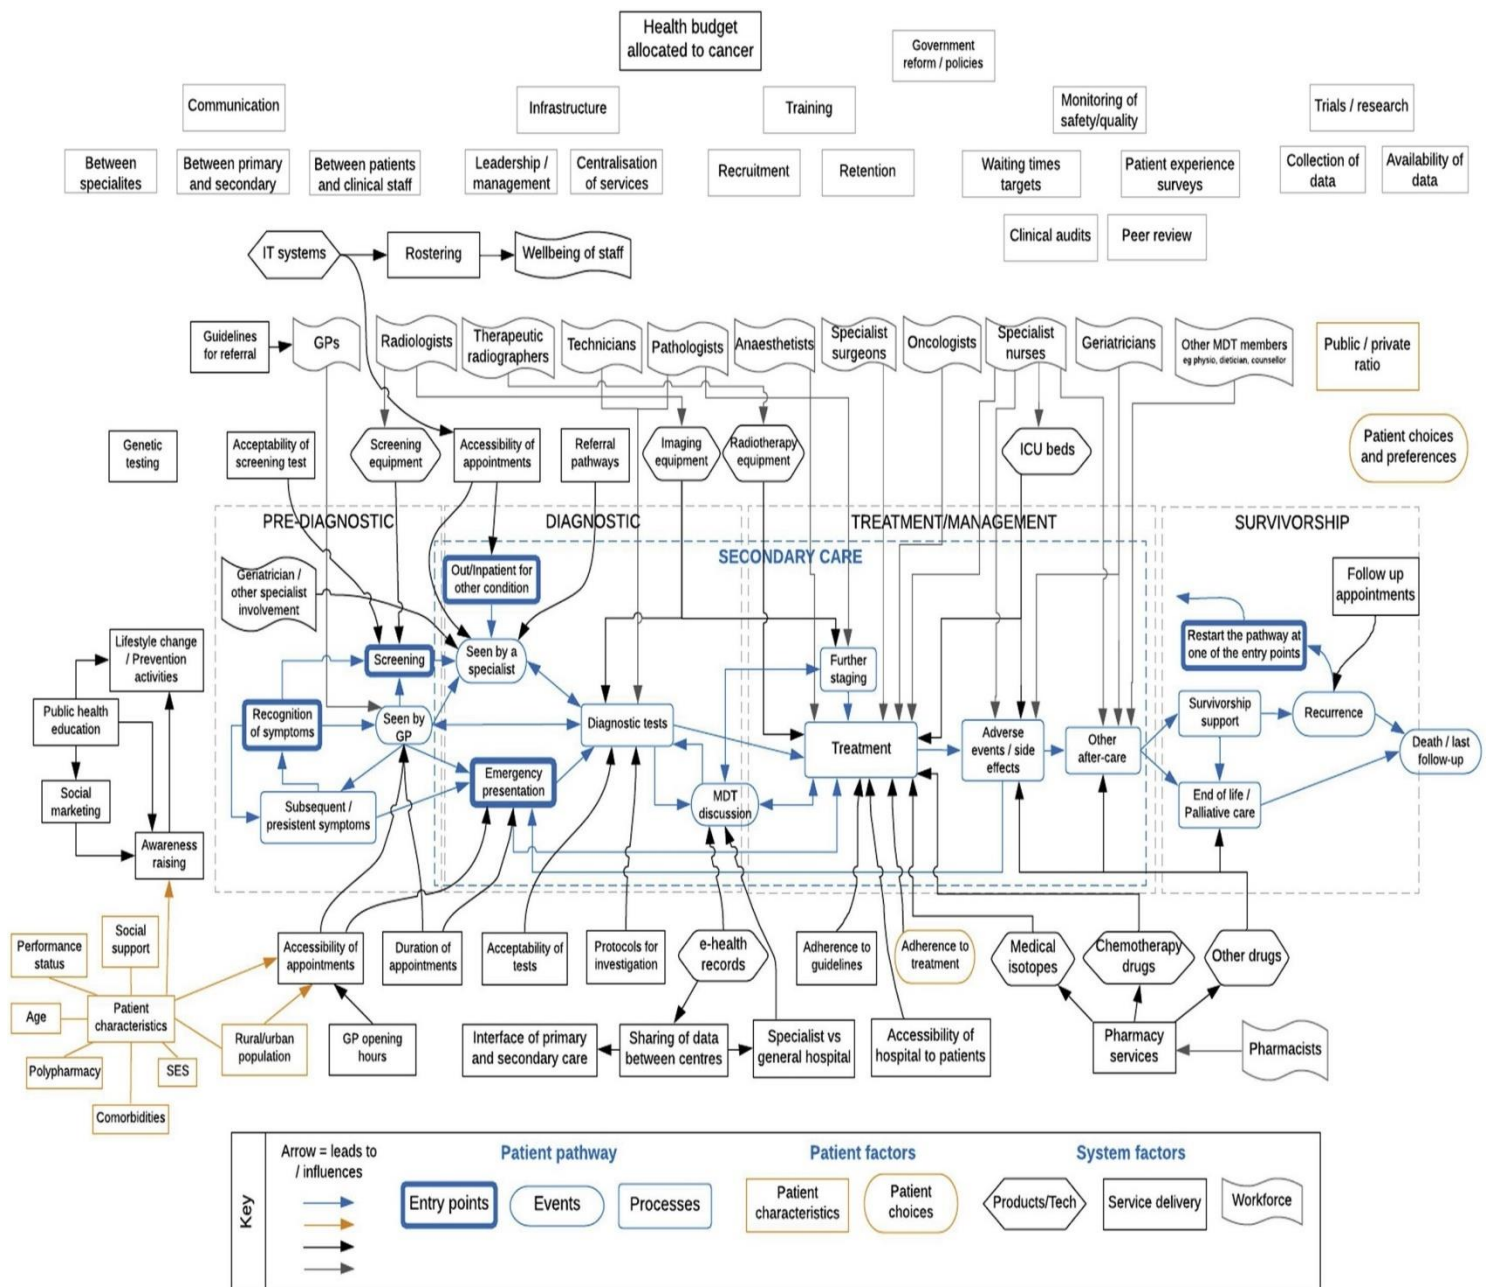 Health budget
allocated to cancer
Government
reform / policies
Communication
Infrastructure
Training
Monitoring of
safety/quality
Trials / research
Between
specialites
Between primary
and secondary
Between patients
and clinical staff
Leadership /
management
Centralisation
of services
Recruitment
Retention
Waiting times
targets
Patient experience
surveys
Collection of
data
Availability of
data
Clinical audits
Peer review
IT systems
Rostering
Wellbeing of staff
Guidelines
for referral
GPs
Radiologists
Therapeutic
radiographers
Technicians
Pathologists
Anaesthetists
Specialist
surgeons
Oncologists
Specialist
nurses
Geriatricians
Other MDT members
eg physio, dietician, counsellor
Public / private
ratio
Genetic
testing
Acceptability of
screening test
Screening
equipment
Accessibility of
appointments
Referral
pathways
Imaging
equipment
Radiotherapy
equipment
ICU beds
Patient choices
and preferences
PRE-DIAGNOSTIC
DIAGNOSTIC
TREATMENT/MANAGEMENT
SURVIVORSHIP
SECONDARY CARE
Geriatrician /
other specialist
involvement
Out/Inpatient for
other condition
Follow up
appointments
Lifestyle change
/ Prevention
activities
Screening
Seen by a
specialist
Further
staging
Restart the pathway at
one of the entry points
Public health
education
Recognition
of symptoms
Seen by
GP
Diagnostic tests
Treatment
Adverse
events / side
effects
Other
after-care
Survivorship
support
Recurrence
Death / last
follow-up
Social
marketing
Subsequent /
presistent symptoms
Emergency
presentation
MDT
discussion
End of life /
Palliative care
Awareness
raising
Performance
status
Social
support
Accessibility of
appointments
Duration of
appointments
Acceptability of
tests
Protocols for
investigation
e-health
records
Adherence to
guidelines
Adherence to
treatment
Medical
isotopes
Chemotherapy
drugs
Other drugs
Age
Patient
characteristics
Rural/urban
population
GP opening
hours
Interface of primary
and secondary care
Sharing of data
between centres
Specialist vs
general hospital
Accessibility of
hospital to patients
Pharmacy
services
Pharmacists
Polypharmacy
SES
Comorbidities
Key
Arrow = leads to
/ influences
Patient pathway
Patient factors
System factors
Entry points
Events
Processes
Patient
characteristics
Patient
choices
Products/Tech
Service delivery
Workforce